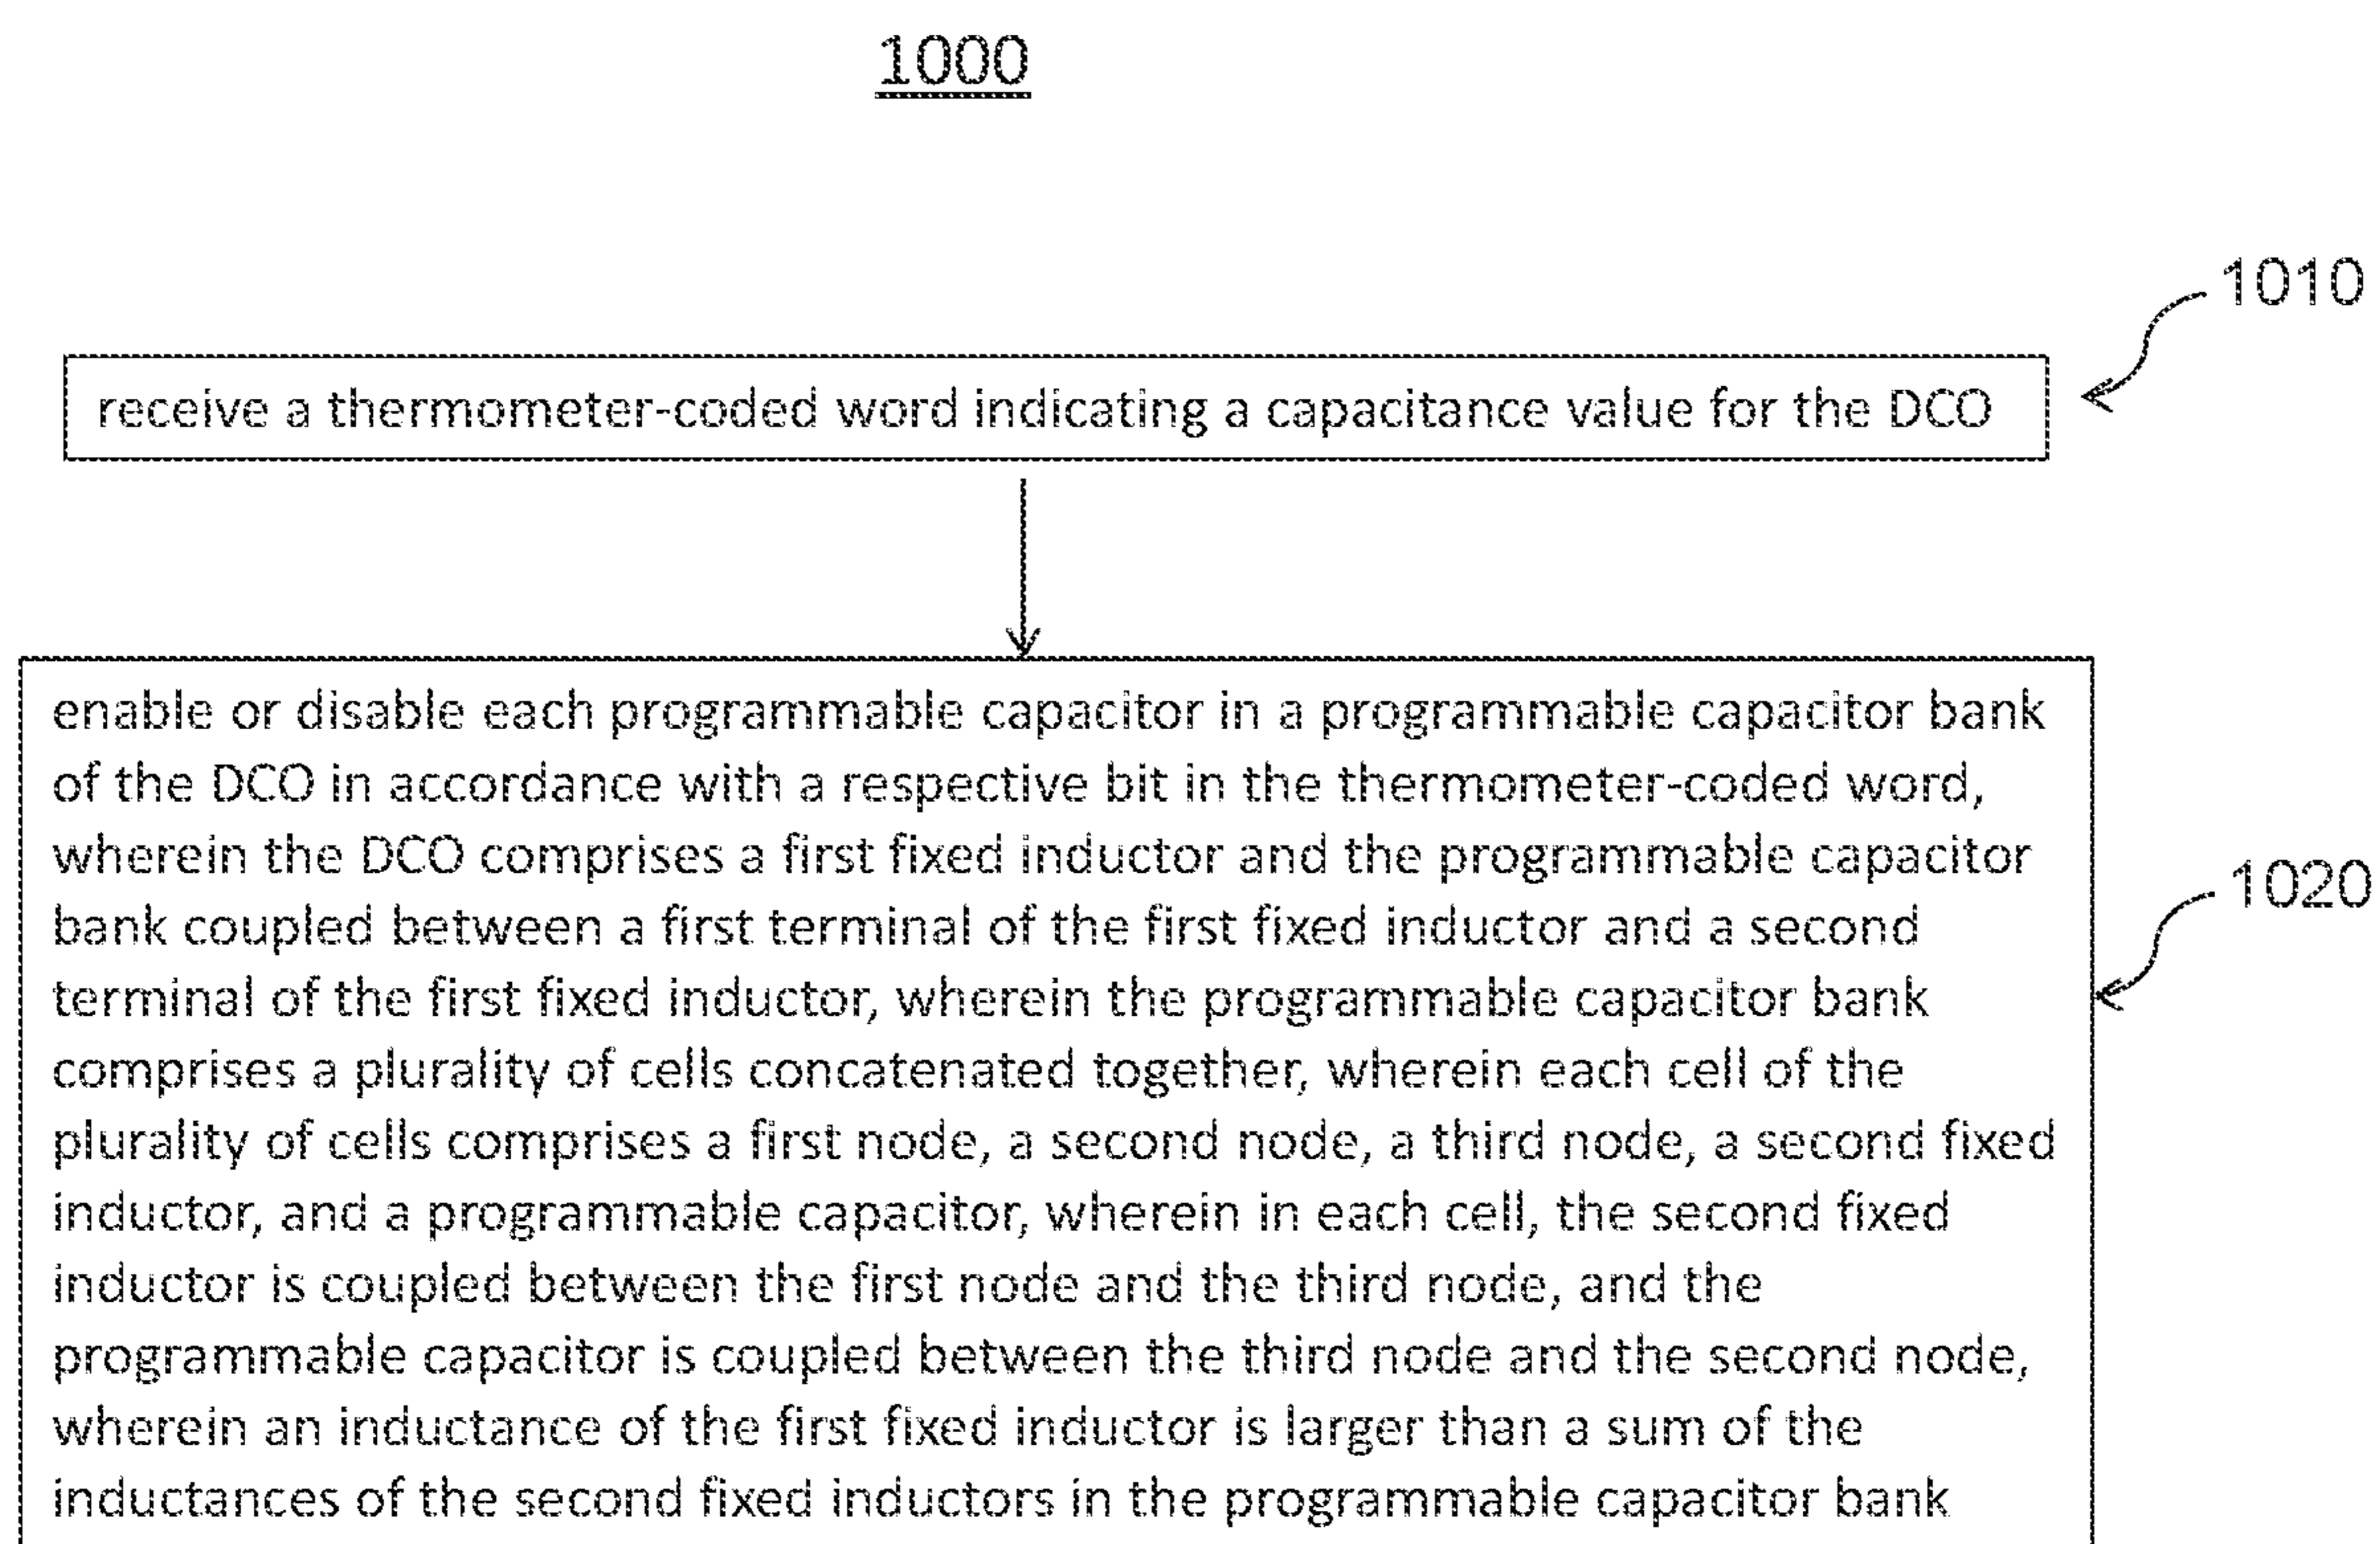 1000
1010
receive a thermometer-coded word indicating a capacitance value for the DCO
enable or disable each programmable capacitor in a programmable capacitor bank
of the DCO in accordance with a respective bit in the thermometer-coded word,
wherein the DCO comprises a first fixed inductor and the programmable capacitor
bank coupled between a first terminal of the first fixed inductor and a second
terminal of the first fixed inductor, wherein the programmable capacitor bank
comprises a plurality of cells concatenated together, wherein each cell of the
plurality of cells comprises a first node, a second node, a third node, a second fixed
inductor, and a programmable capacitor, wherein in each cell, the second fixed
inductor is coupled between the first node and the third node, and the
programmable capacitor is coupled between the third node and the second node,
wherein an inductance of the first fixed inductor is larger than a sum of the
inductances of the second fixed inductors in the programmable capacitor bank
1020